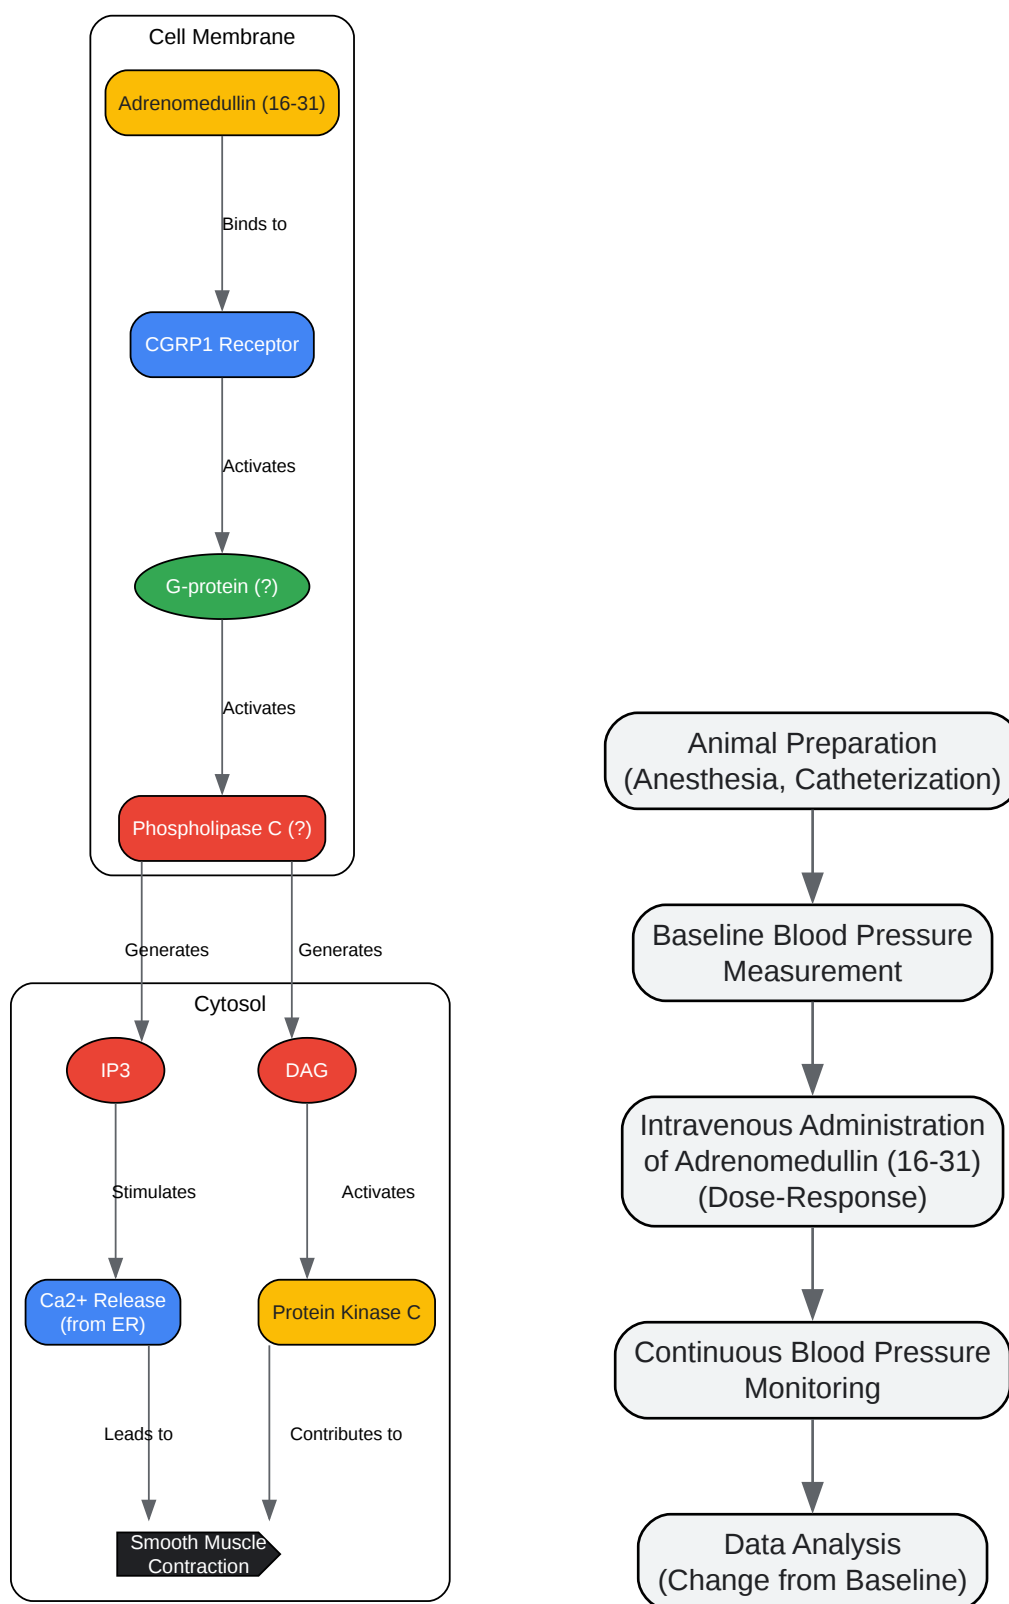 Cell Membrane
Adrenomedullin (16-31)
Binds to
CGRP1 Receptor
Activates
G-protein (?)
Activates
Phospholipase C (?)
Generates
Generates
Cytosol
IP3
DAG
Stimulates
Activates
Ca2+ Release
(from ER)
Protein Kinase C
Leads to
Contributes to
Smooth Muscle
Contraction
Animal Preparation
(Anesthesia, Catheterization)
Baseline Blood Pressure
Measurement
Intravenous Administration
of Adrenomedullin (16-31)
(Dose-Response)
Continuous Blood Pressure
Monitoring
Data Analysis
(Change from Baseline)